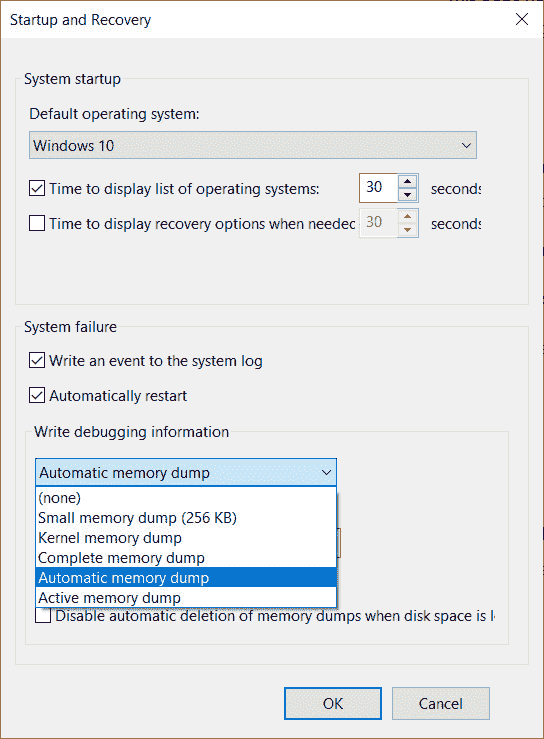 Startup and Recovery
System startup
Default operating system:
Windows 10
Time to display list of operating systems: 30 seconds
Time to display recovery options when needed 30 seconds
System failure
Write an event to the system log
Automatically restart
Write debugging information
Automatic memory dump
(none)
Small memory dump (256 KB)
Kernel memory dump
Complete memory dump
Automatic memory dump
Active memory dump
Disable automatic deletion of memory dumps when disk space is
OK Cancel